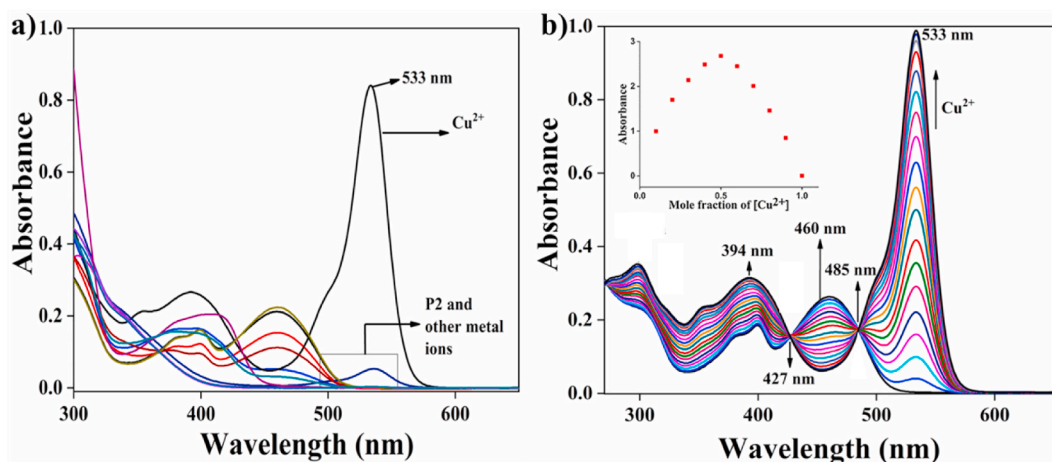 a)
1.0
0.8
0.6
0.4
0.2
0.0
Absorbance
300
400
500
600
Wavelength (nm)
533 nm
Cu²⁺
P2 and
other metal
ions
b)
1.0
0.8
0.6
0.4
0.2
0.0
Absorbance
300
400
500
600
Wavelength (nm)
3
2
1
0
Absorbance
0.0
0.5
1.0
Mole fraction of [Cu²⁺]
533 nm
Cu²⁺
460 nm
394 nm
485 nm
427 nm